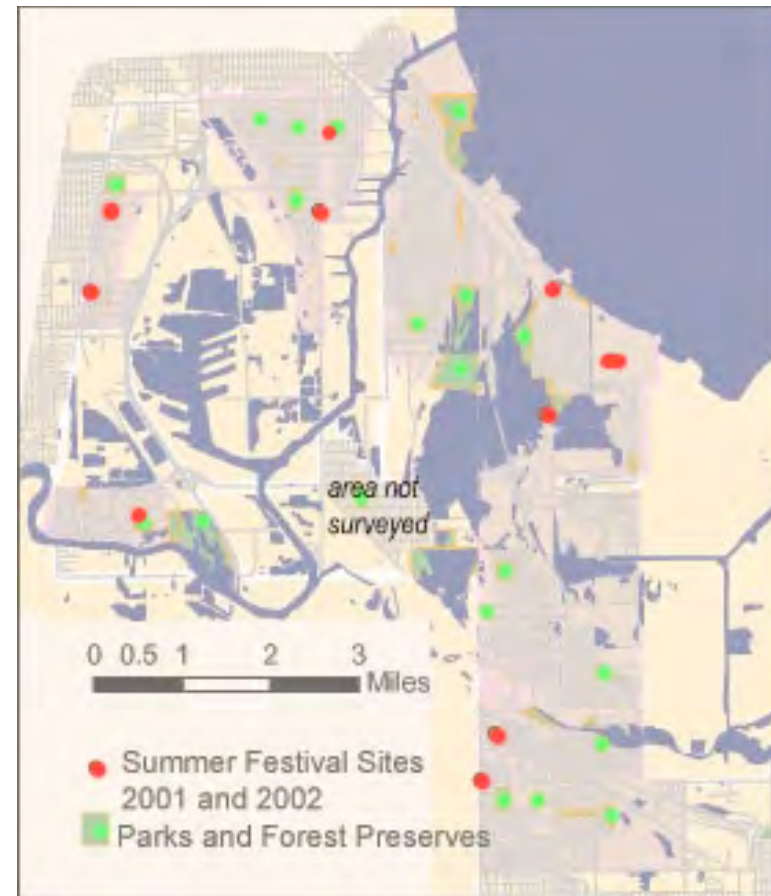 area not
surveyed
0 0.5 1 2 3
Miles
Summer Festival Sites
2001 and 2002
Parks and Forest Preserves